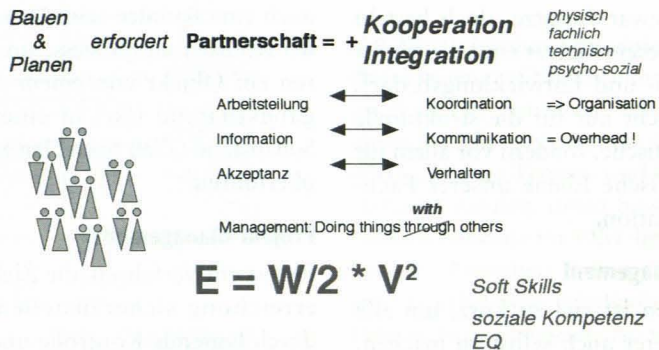 Bauen
&
Planen
erfordert Partnerschaft = + Kooperation
Integration
physisch
fachlich
technisch
psycho-sozial
Arbeitsteilung Koordination => Organisation
Information Kommunikation = Overhead !
Akzeptanz Verhalten
with
Management: Doing things through others
E = W/2 * V²
Soft Skills
soziale Kompetenz
EQ